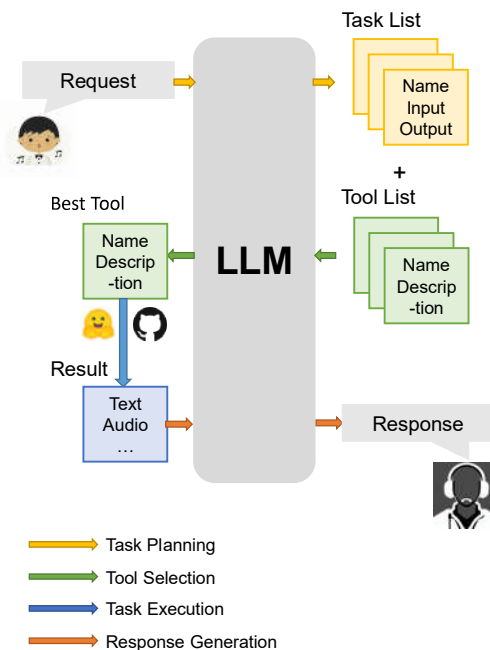 Task List
Request
Name
Input
Output
+
Best Tool
Tool List
Name
Descrip
-tion
LLM
Name
Descrip
-tion
Result
Text
Audio
...
Response
Task Planning
Tool Selection
Task Execution
Response Generation